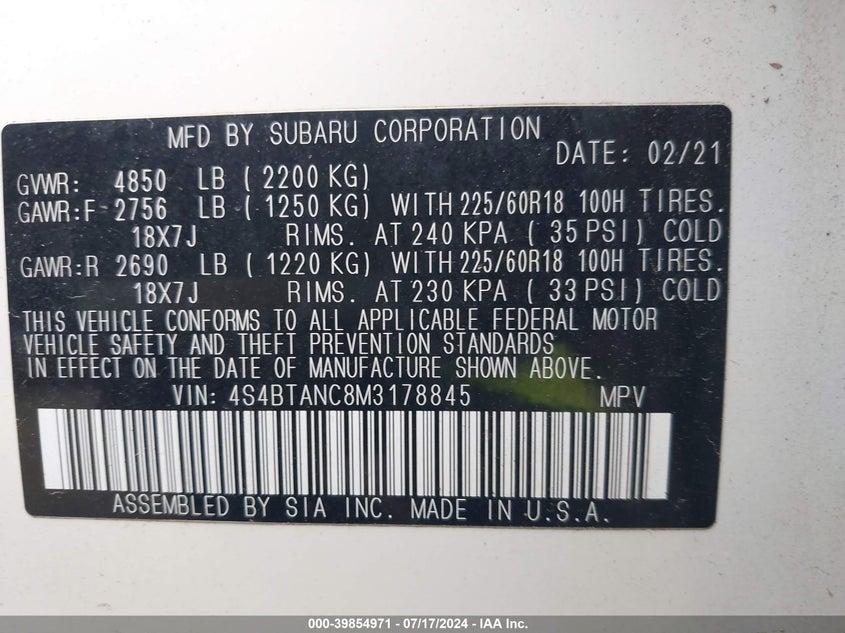 MFD BY SUBARU CORPORATION
DATE: 02/21
GVWR: 4850 LB ( 2200 KG)
GAWR:F 2756 LB ( 1250 KG) WITH 225/60R18 100H TIRES.
18X7J RIMS. AT 240 KPA ( 35 PSI) COLD
GAWR:R 2690 LB ( 1220 KG) WITH 225/60R18 100H TIRES.
18X7J RIMS. AT 230 KPA ( 33 PSI) COLD
THIS VEHICLE CONFORMS TO ALL APPLICABLE FEDERAL MOTOR
VEHICLE SAFETY AND THEFT PREVENTION STANDARDS
IN EFFECT ON THE DATE OF MANUFACTURE SHOWN ABOVE.
VIN: 4S4BTANC8M3178845 MPV
ASSEMBLED BY SIA INC. MADE IN U.S.A.
000-39854971 - 07/17/2024 - IAA Inc.